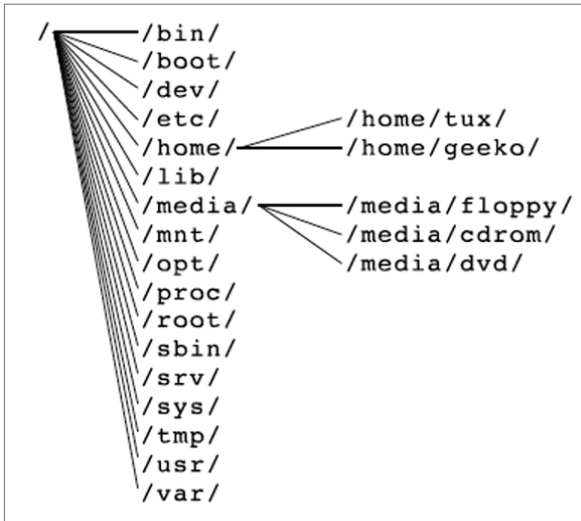 / /bin/
/boot/
/dev/
/etc/ /home/tux/
/home/ /home/geeko/
/lib/
/media/ /media/floppy/
/mnt/ /media/cdrom/
/opt/ /media/dvd/
/proc/
/root/
/sbin/
/srv/
/sys/
/tmp/
/usr/
/var/